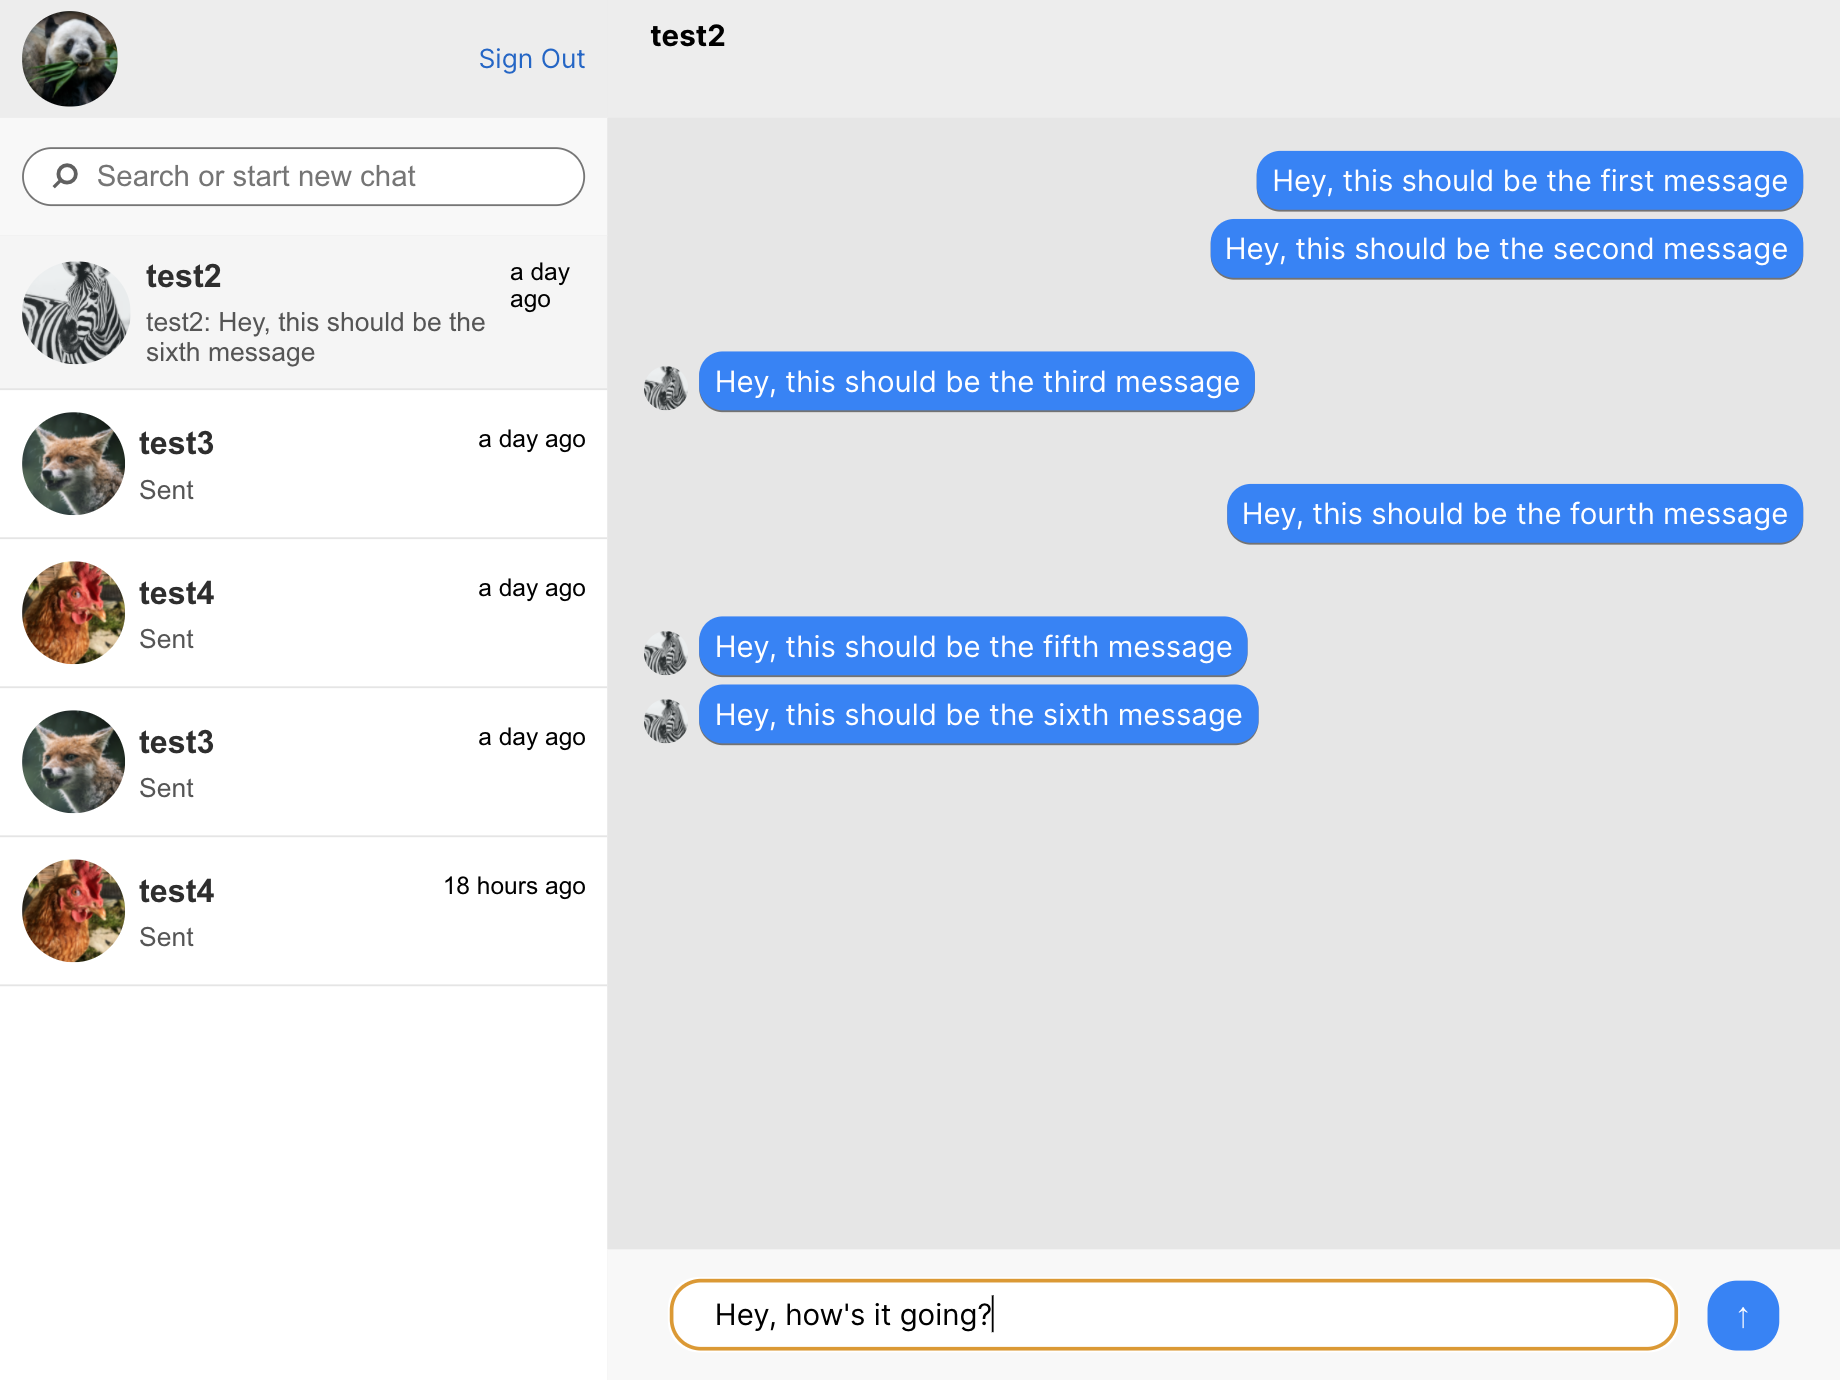 Sign Out
Search or start new chat
test2
a day
ago
test2: Hey, this should be the
sixth message
test3
a day ago
Sent
test4
a day ago
Sent
test3
a day ago
Sent
test4
18 hours ago
Sent
test2
Hey, this should be the first message
Hey, this should be the second message
Hey, this should be the third message
Hey, this should be the fourth message
Hey, this should be the fifth message
Hey, this should be the sixth message
Hey, how's it going?
↑